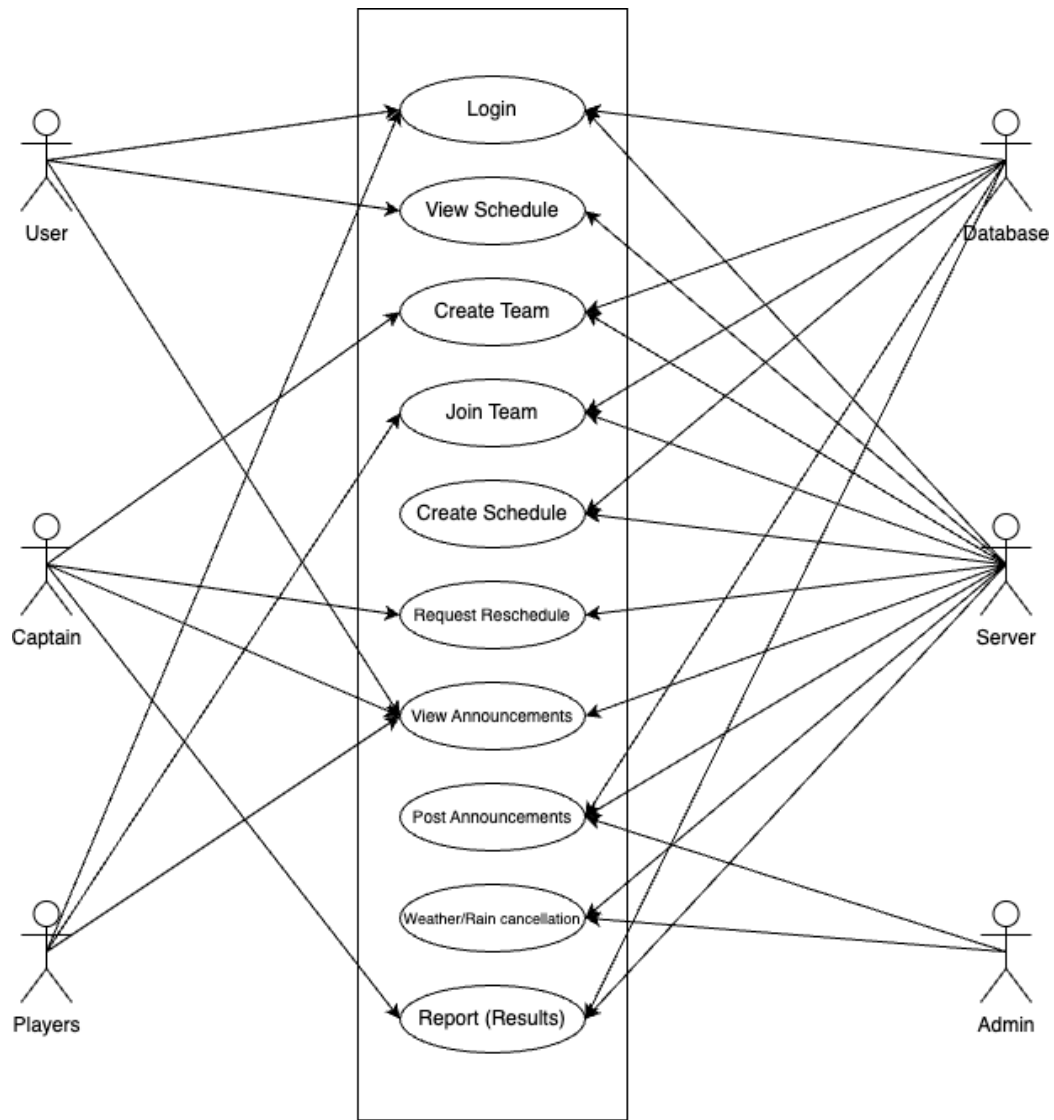 Login
User
View Schedule
Database
Create Team
Join Team
Create Schedule
Captain
Request Reschedule
Server
View Announcements
Post Announcements
Weather/Rain cancellation
Players
Report (Results)
Admin